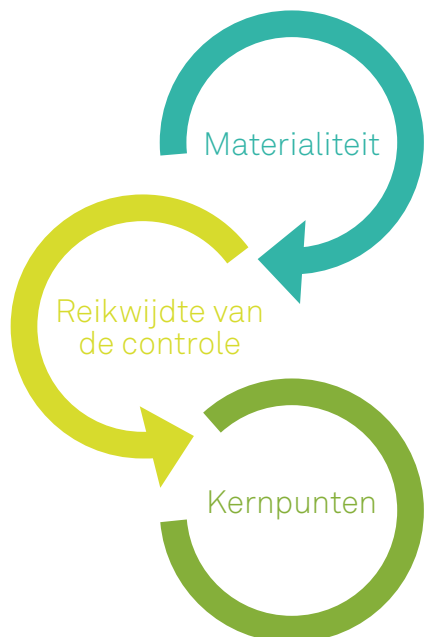 Materialiteit
Reikwijdte van
de controle
Kernpunten